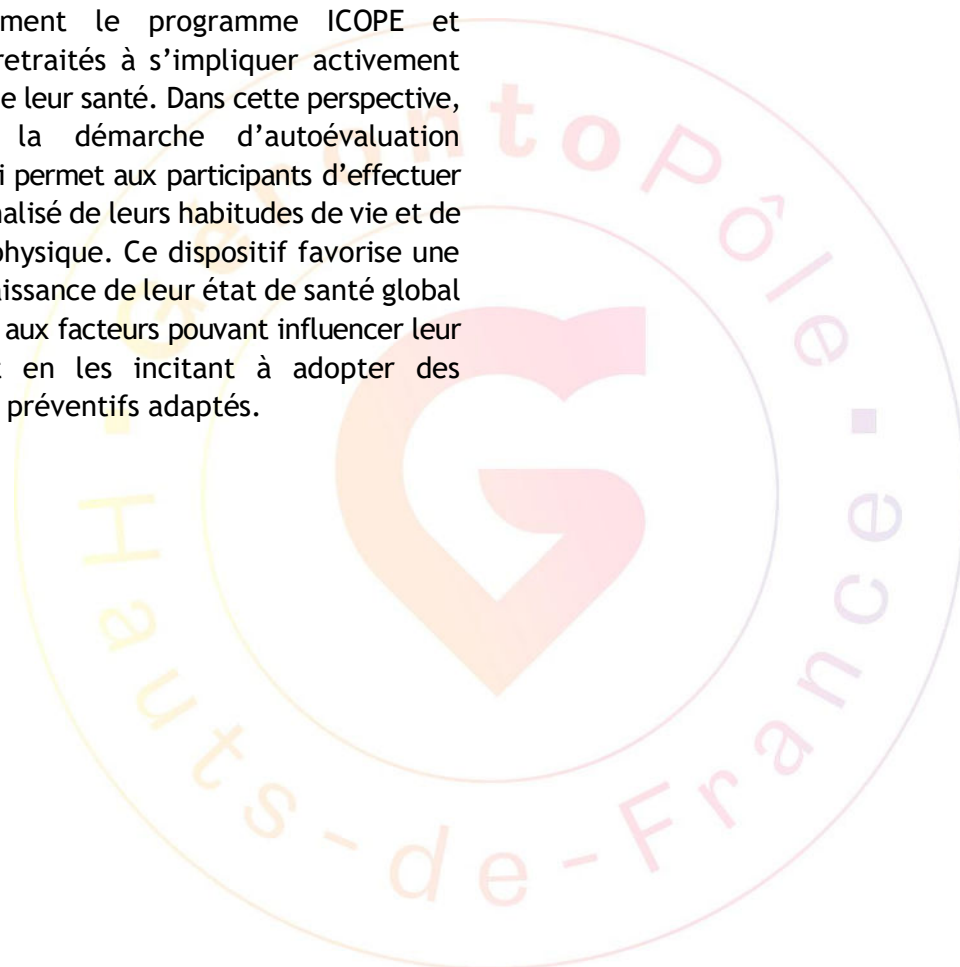 ment le programme ICOPE et
retraités à s’impliquer activement
e leur santé. Dans cette perspective,
la démarche d’autoévaluation
i permet aux participants d’effectuer
nalisé de leurs habitudes de vie et de
physique. Ce dispositif favorise une
aissance de leur état de santé global
aux facteurs pouvant influencer leur
en les incitant à adopter des
préventifs adaptés.
GérontoPôle
Hauts-de-France